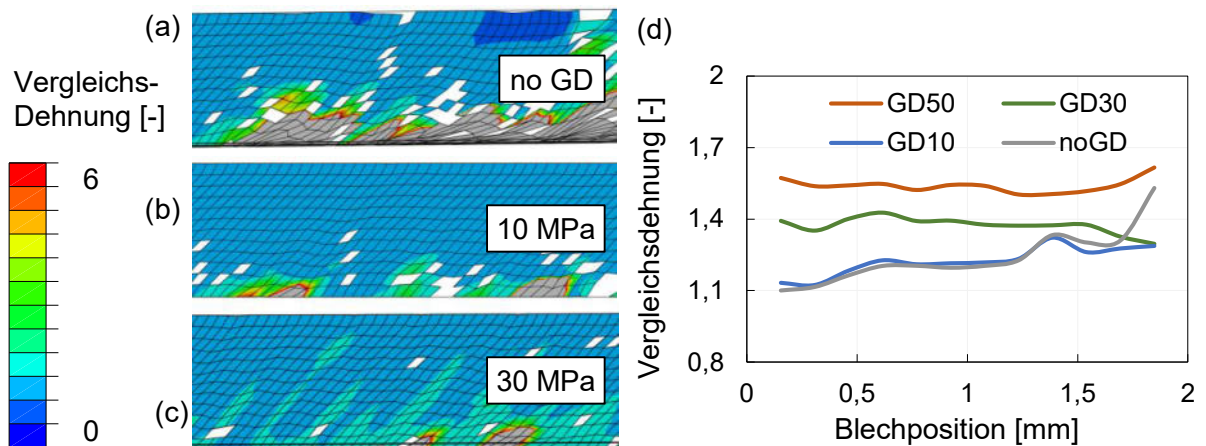 (a)
no GD
Vergleichs-
Dehnung [-]
6
0
(b)
10 MPa
(c)
30 MPa
(d)
Vergleichsdehnung [-]
2
1,7
1,4
1,1
0,8
GD50
GD30
GD10
noGD
0
0,5
1
1,5
2
Blechposition [mm]